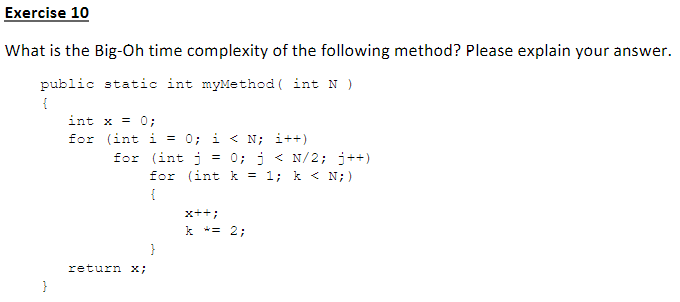 Exercise 10
What is the Big-Oh time complexity of the following method? Please explain your answer.
public static int myMethod( int N )
{
int x = 0;
for (int i = 0; i < N; i++)
for (int j = 0; j < N/2; j++)
for (int k = 1; k < N;)
{
x++;
k *= 2;
}
return x;
}